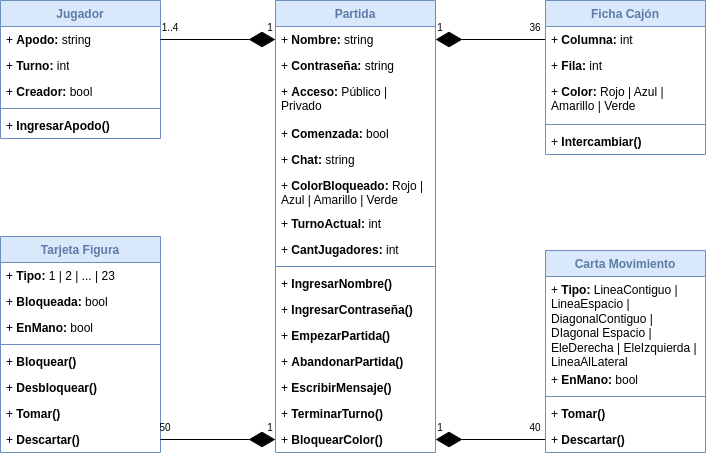 Jugador
+ Apodo: string
+ Turno: int
+ Creador: bool
+ IngresarApodo()
1..4
1
Partida
+ Nombre: string
+ Contraseña: string
+ Acceso: Público |
Privado
+ Comenzada: bool
+ Chat: string
+ ColorBloqueado: Rojo |
Azul | Amarillo | Verde
+ TurnoActual: int
+ CantJugadores: int
+ IngresarNombre()
+ IngresarContraseña()
+ EmpezarPartida()
+ AbandonarPartida()
+ EscribirMensaje()
+ TerminarTurno()
+ BloquearColor()
1
36
Ficha Cajón
+ Columna: int
+ Fila: int
+ Color: Rojo | Azul |
Amarillo | Verde
+ Intercambiar()
Tarjeta Figura
+ Tipo: 1 | 2 | ... | 23
+ Bloqueada: bool
+ EnMano: bool
+ Bloquear()
+ Desbloquear()
+ Tomar()
+ Descartar()
50
1
1
40
Carta Movimiento
+ Tipo: LineaContiguo |
LineaEspacio |
DiagonalContiguo |
DIagonal Espacio |
EleDerecha | EleIzquierda |
LineaAlLateral
+ EnMano: bool
+ Tomar()
+ Descartar()